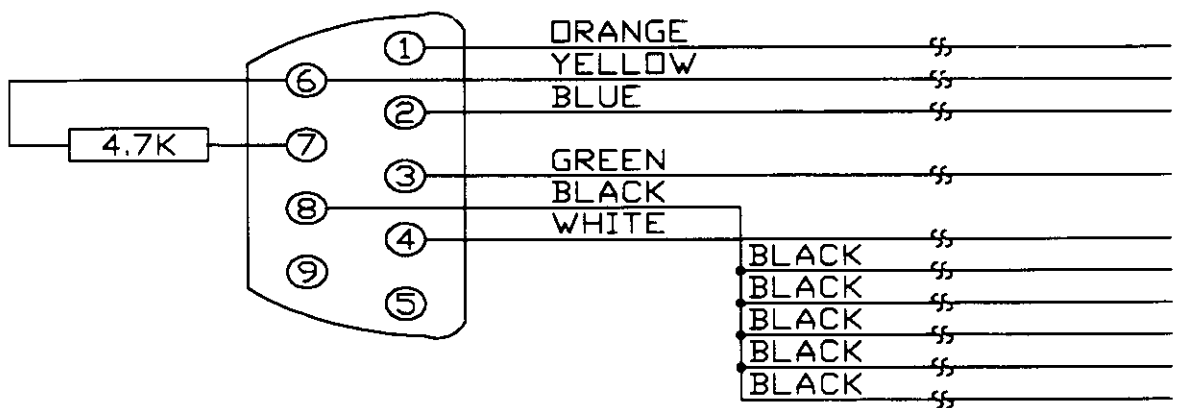 1 ORANGE
6 YELLOW
2 BLUE
4.7K 7
3 GREEN
8 BLACK
4 WHITE
BLACK
9
BLACK
5
BLACK
BLACK
BLACK